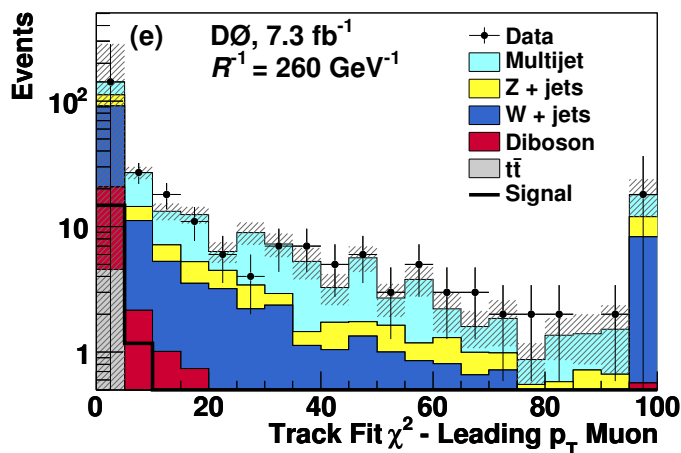 (e)
DØ, 7.3 fb⁻¹
R⁻¹ = 260 GeV⁻¹
Data
Multijet
Z + jets
W + jets
Diboson
tt̄
Signal
Events
10²
10
1
0 20 40 60 80 100
Track Fit χ² - Leading p_T Muon